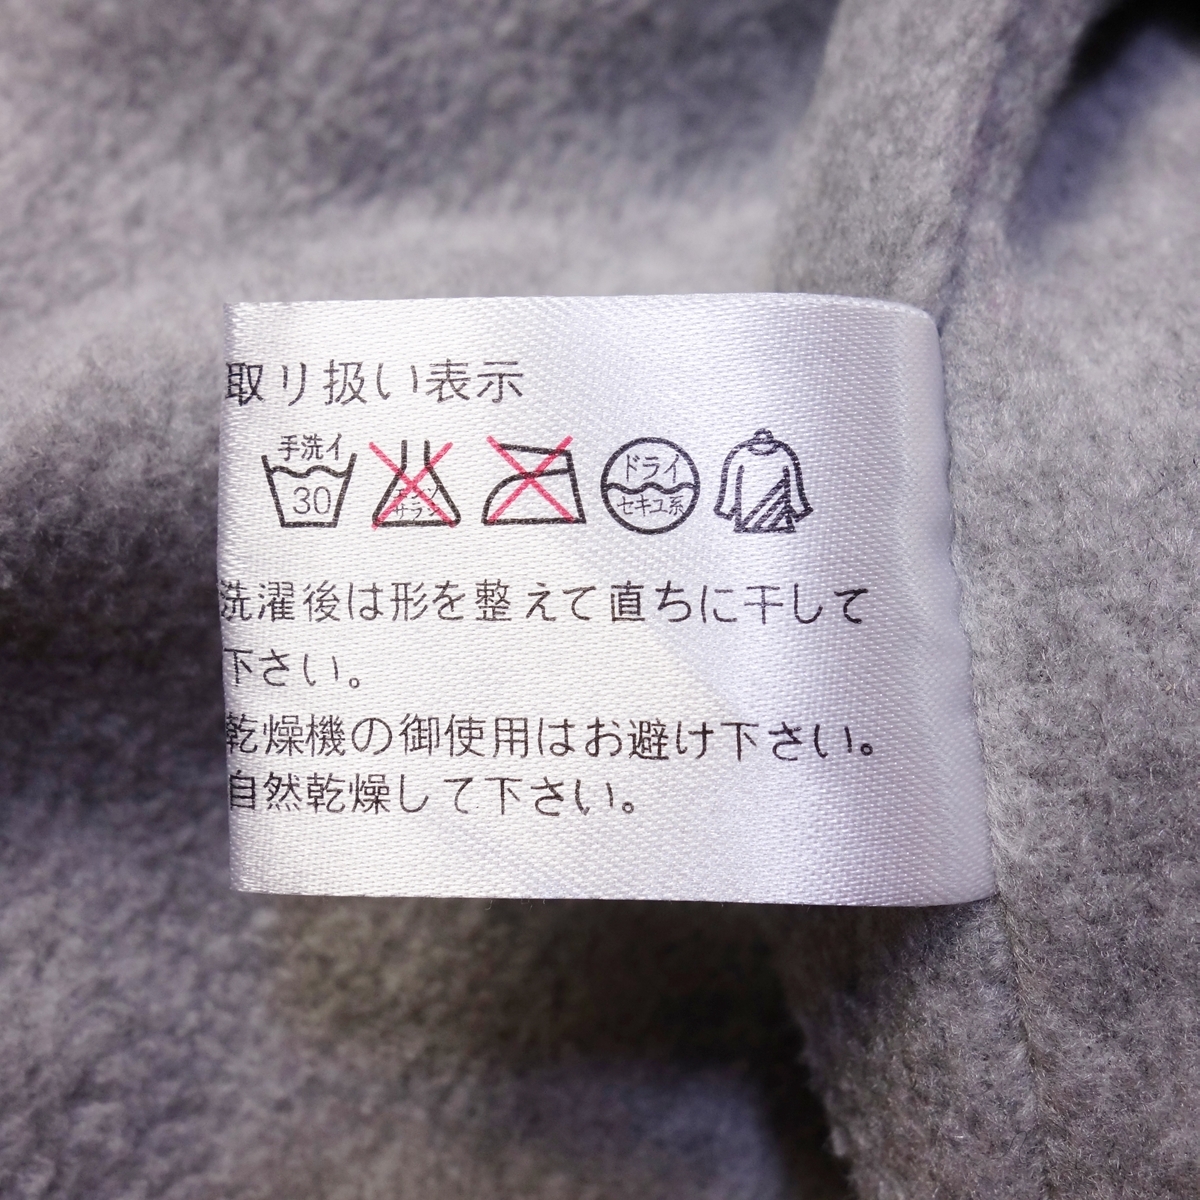 取り扱い表示
手洗イ
30
エンソ
サラシ
ドライ
セキユ系
洗濯後は形を整えて直ちに干して
下さい。
乾燥機の御使用はお避け下さい。
自然乾燥して下さい。